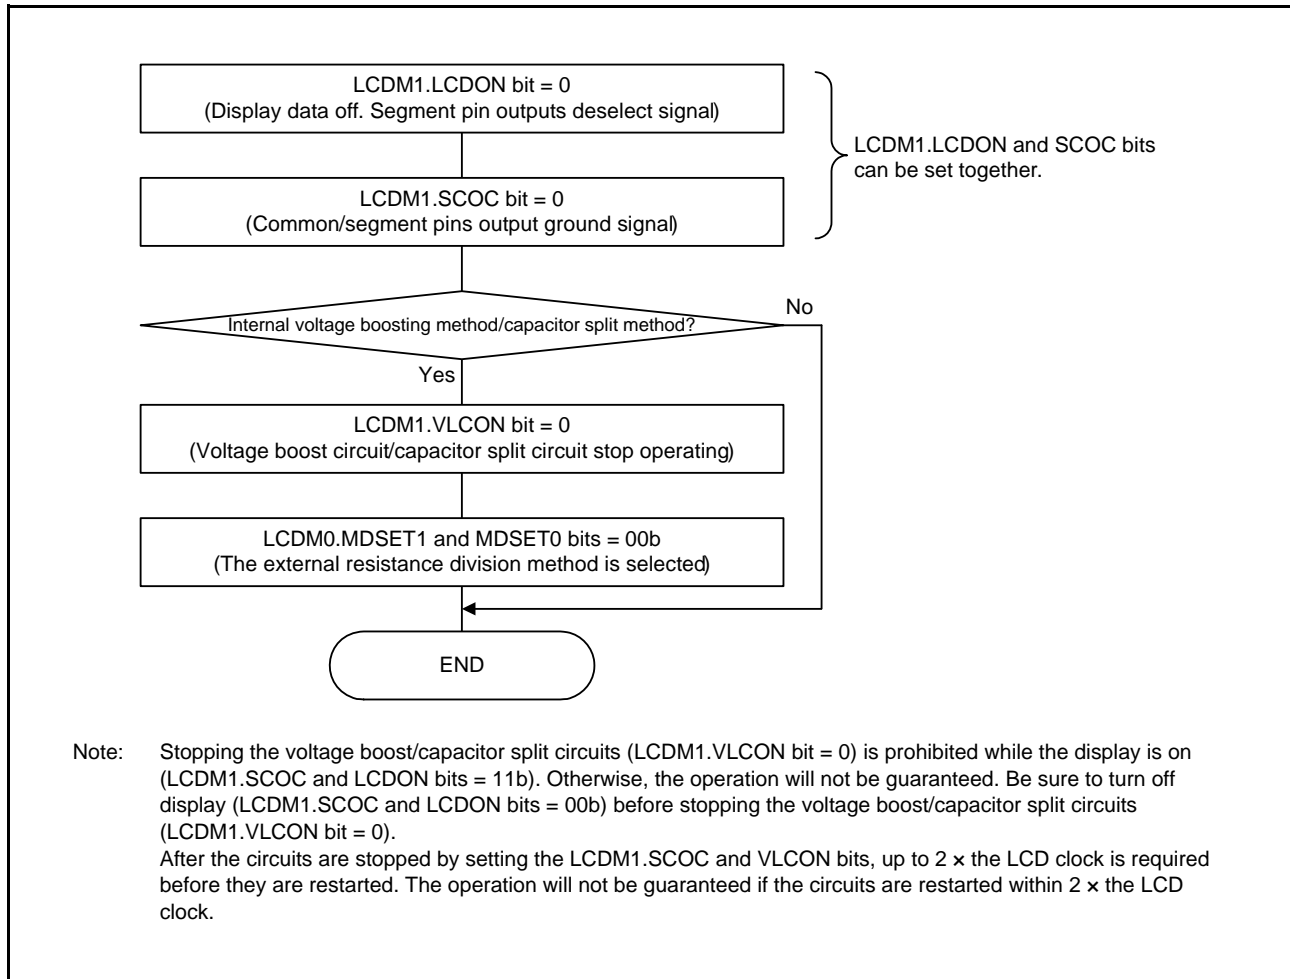 LCDM1.LCDON bit = 0
(Display data off. Segment pin outputs deselect signal)
LCDM1.LCDON and SCOC bits
can be set together.
LCDM1.SCOC bit = 0
(Common/segment pins output ground signal)
No
Internal voltage boosting method/capacitor split method?
Yes
LCDM1.VLCON bit = 0
(Voltage boost circuit/capacitor split circuit stop operating)
LCDM0.MDSET1 and MDSET0 bits = 00b
(The external resistance division method is selected)
END
Note: Stopping the voltage boost/capacitor split circuits (LCDM1.VLCON bit = 0) is prohibited while the display is on
(LCDM1.SCOC and LCDON bits = 11b). Otherwise, the operation will not be guaranteed. Be sure to turn off
display (LCDM1.SCOC and LCDON bits = 00b) before stopping the voltage boost/capacitor split circuits
(LCDM1.VLCON bit = 0).
After the circuits are stopped by setting the LCDM1.SCOC and VLCON bits, up to 2 × the LCD clock is required
before they are restarted. The operation will not be guaranteed if the circuits are restarted within 2 × the LCD
clock.